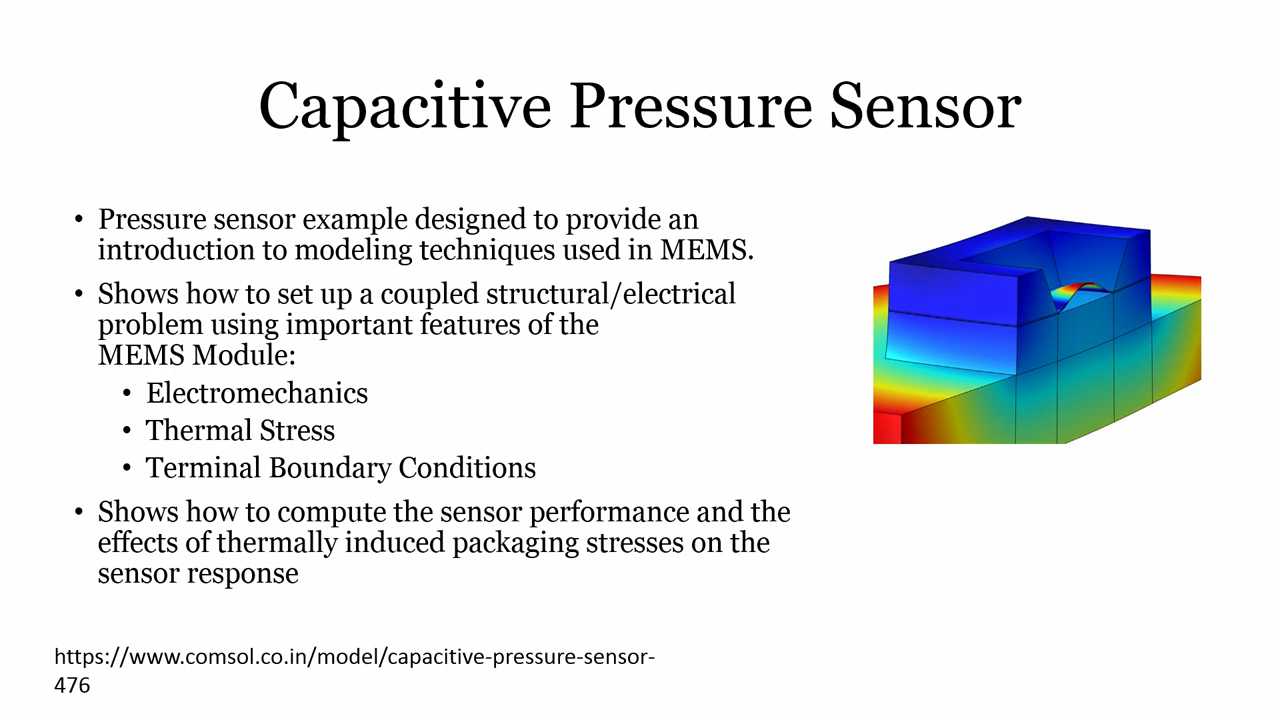 Capacitive Pressure Sensor
• Pressure sensor example designed to provide an
introduction to modeling techniques used in MEMS.
• Shows how to set up a coupled structural/electrical
problem using important features of the
MEMS Module:
• Electromechanics
• Thermal Stress
• Terminal Boundary Conditions
• Shows how to compute the sensor performance and the
effects of thermally induced packaging stresses on the
sensor response
https://www.comsol.co.in/model/capacitive-pressure-sensor-
476